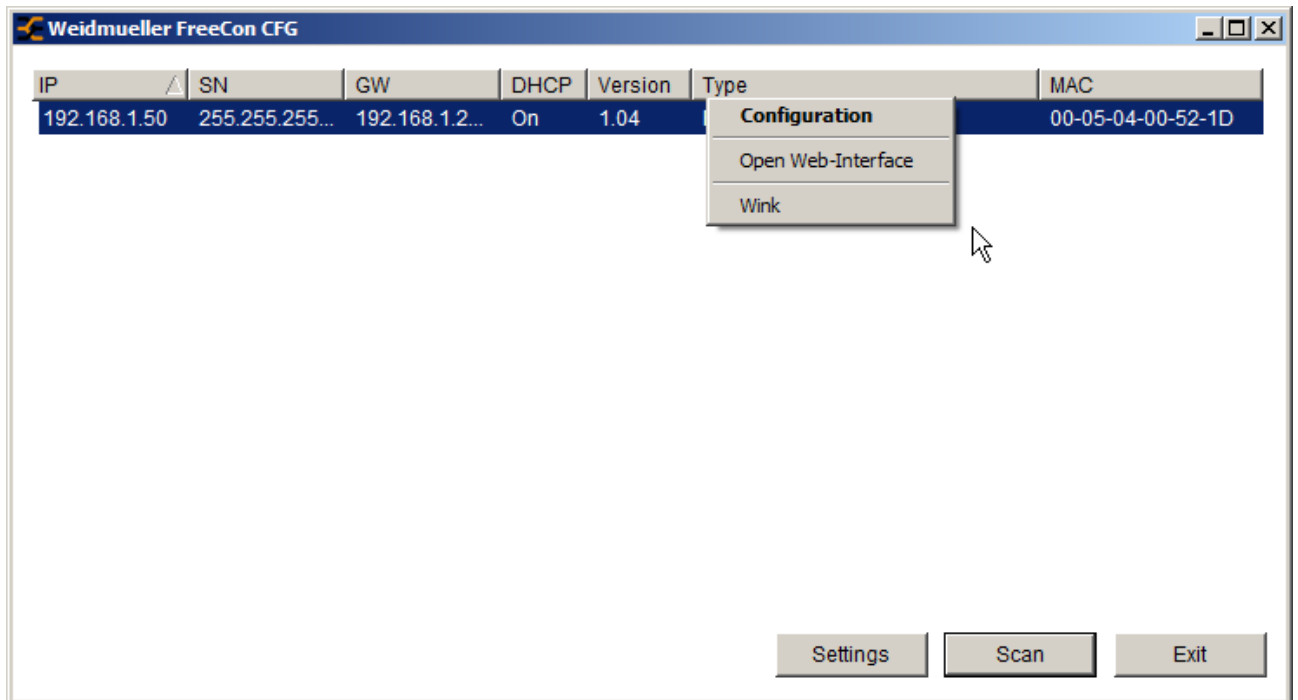 Weidmueller FreeCon CFG
IP SN GW DHCP Version Type MAC
192.168.1.50 255.255.255... 192.168.1.2... On 1.04 00-05-04-00-52-1D
Configuration
Open Web-Interface
Wink
Settings Scan Exit